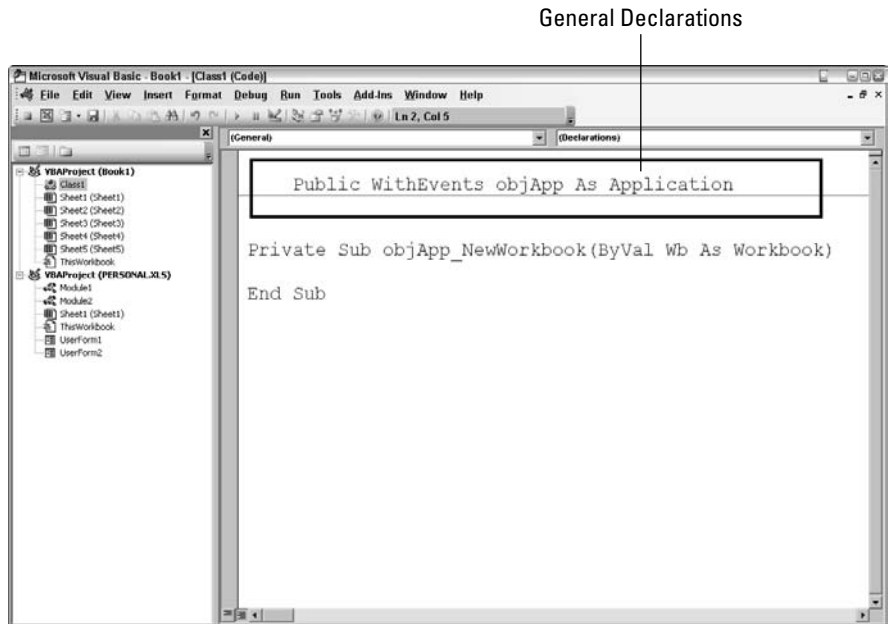 General Declarations
Microsoft Visual Basic - Book1 - [Class1 (Code)]
File Edit View Insert Format Debug Run Tools Add-Ins Window Help
Ln 2, Col 5
(General) (Declarations)
VBAProject (Book1)
Class1
Sheet1 (Sheet1)
Sheet2 (Sheet2)
Sheet3 (Sheet3)
Sheet4 (Sheet4)
Sheet5 (Sheet5)
ThisWorkbook
VBAProject (PERSONAL.XLS)
Module1
Module2
Sheet1 (Sheet1)
ThisWorkbook
UserForm1
UserForm2
Public WithEvents objApp As Application
Private Sub objApp_NewWorkbook(ByVal Wb As Workbook)
End Sub